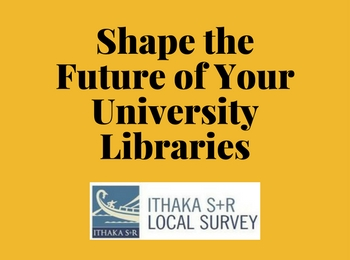 Shape the
Future of Your
University
Libraries
ITHAKA S+R
LOCAL SURVEY
ITHAKA S-R